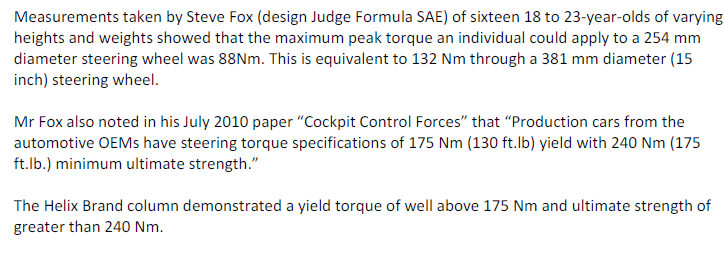 Measurements taken by Steve Fox (design Judge Formula SAE) of sixteen 18 to 23-year-olds of varying
heights and weights showed that the maximum peak torque an individual could apply to a 254 mm
diameter steering wheel was 88Nm. This is equivalent to 132 Nm through a 381 mm diameter (15
inch) steering wheel.
Mr Fox also noted in his July 2010 paper “Cockpit Control Forces” that “Production cars from the
automotive OEMs have steering torque specifications of 175 Nm (130 ft.lb) yield with 240 Nm (175
ft.lb.) minimum ultimate strength.”
The Helix Brand column demonstrated a yield torque of well above 175 Nm and ultimate strength of
greater than 240 Nm.